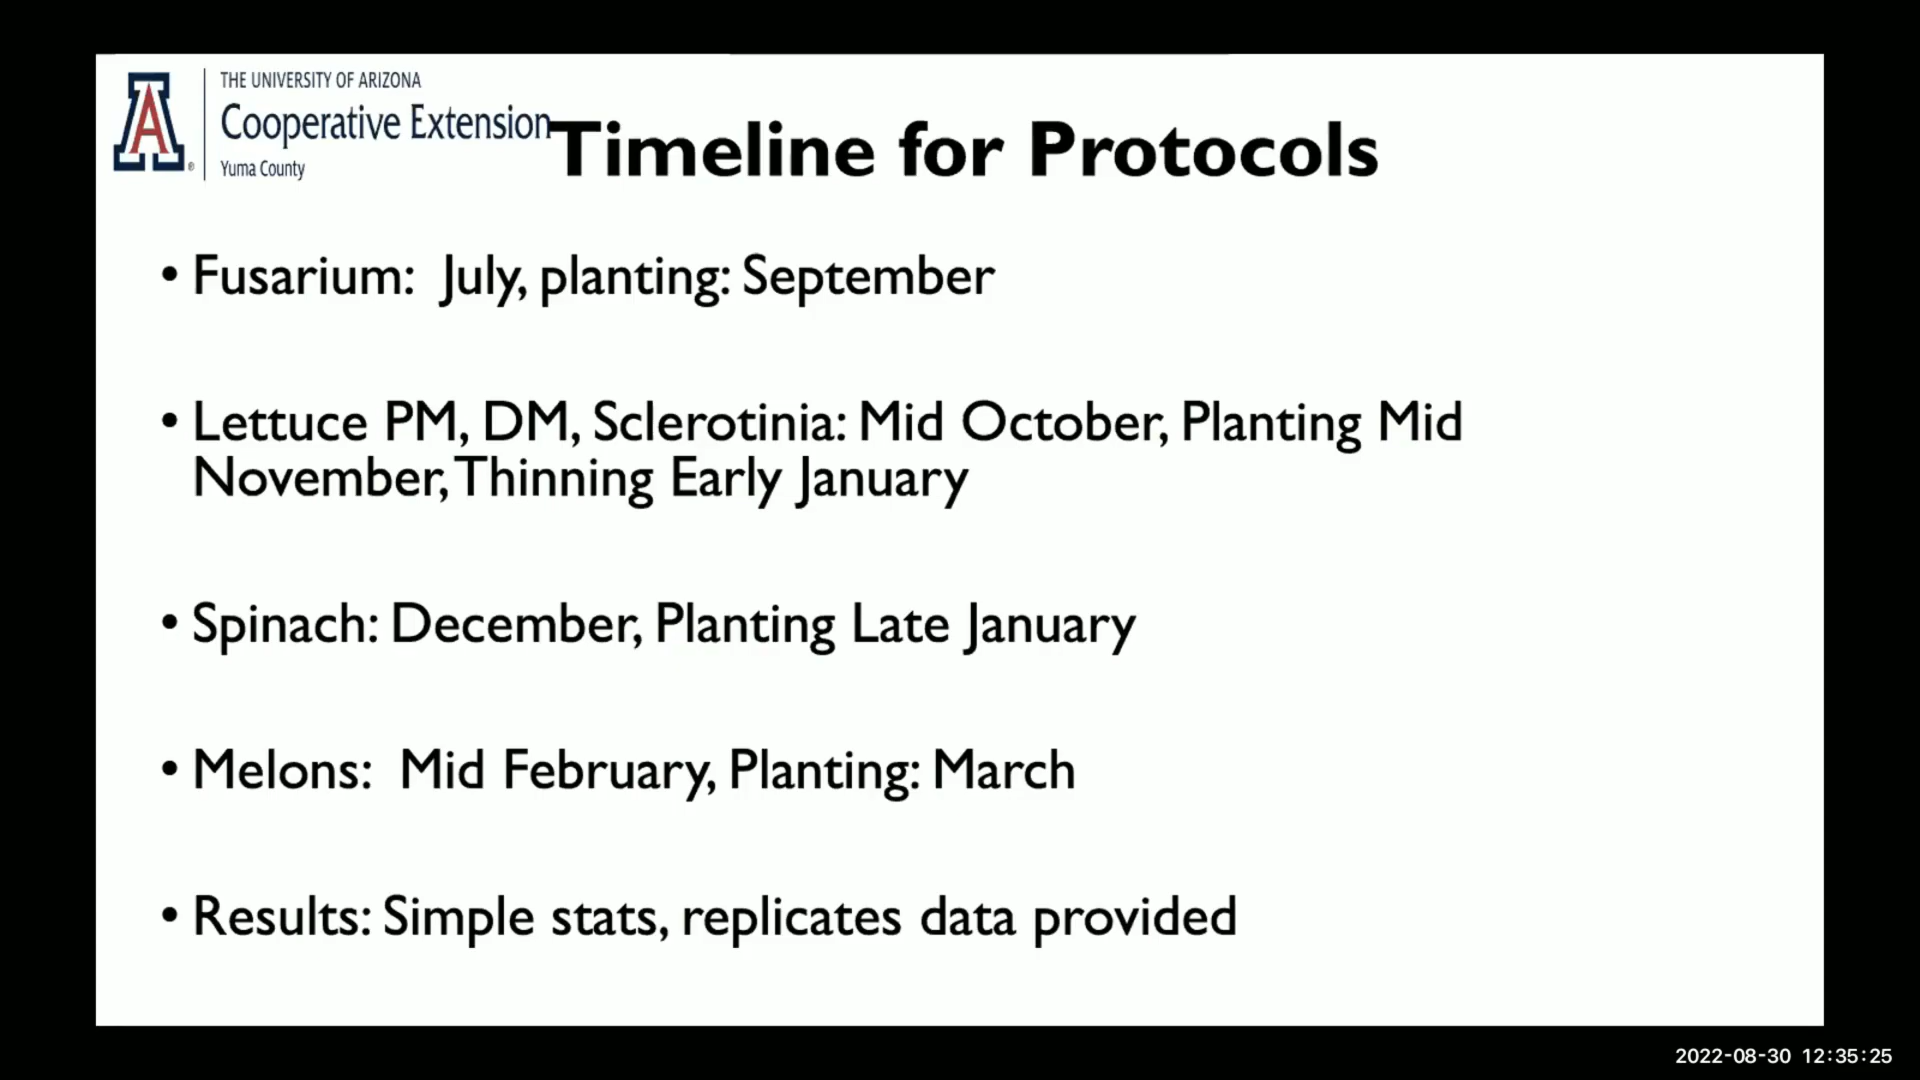 THE UNIVERSITY OF ARIZONA
Cooperative Extension
Yuma County
Timeline for Protocols
• Fusarium: July, planting: September
• Lettuce PM, DM, Sclerotinia: Mid October, Planting Mid
November, Thinning Early January
• Spinach: December, Planting Late January
• Melons: Mid February, Planting: March
• Results: Simple stats, replicates data provided
2022-08-30 12:35:25